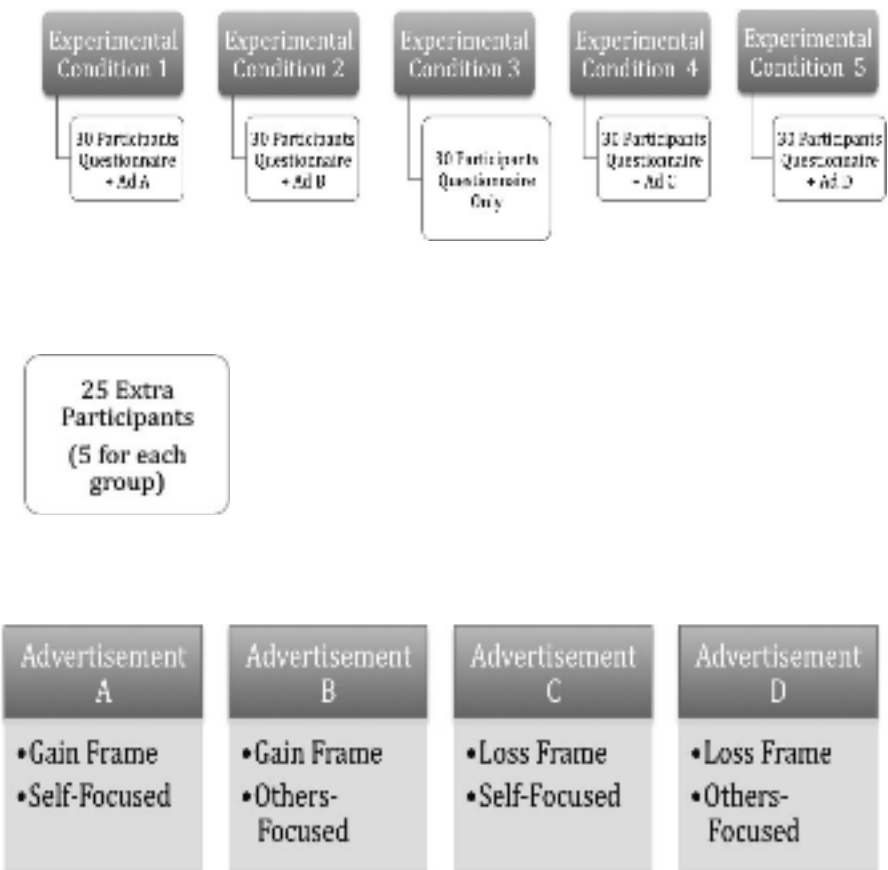 Experimental
Condition 1
Experimental
Condition 2
Experimental
Condition 3
Experimental
Condition 4
Experimental
Condition 5
30 Participants
Questionnaire
+ Ad A
30 Participants
Questionnaire
+ Ad B
30 Participants
Questionnaire
Only
30 Participants
Questionnaire
+ Ad C
30 Participants
Questionnaire
+ Ad D
25 Extra
Participants
(5 for each
group)
Advertisement
A
•Gain Frame
•Self-Focused
Advertisement
B
•Gain Frame
•Others-
Focused
Advertisement
C
•Loss Frame
•Self-Focused
Advertisement
D
•Loss Frame
•Others-
Focused